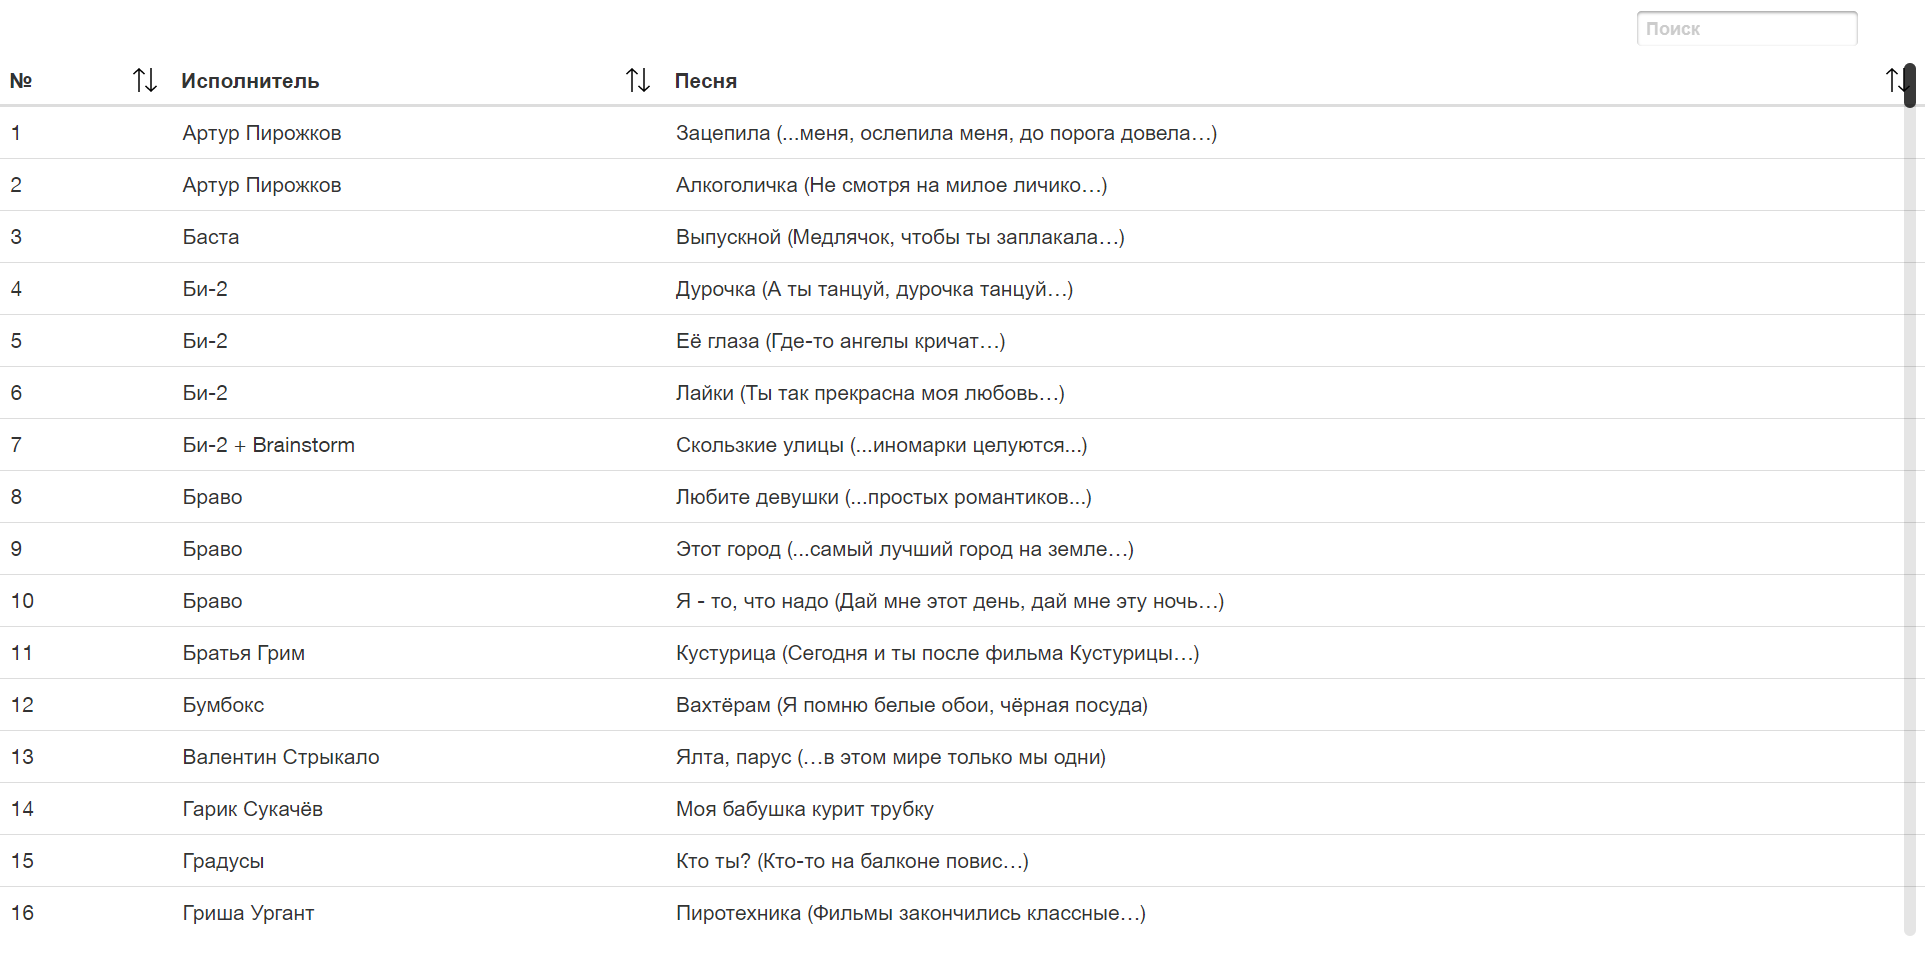 Поиск
№ Исполнитель Песня
1 Артур Пирожков Зацепила (...меня, ослепила меня, до порога довела…)
2 Артур Пирожков Алкоголичка (Не смотря на милое личико…)
3 Баста Выпускной (Медлячок, чтобы ты заплакала…)
4 Би-2 Дурочка (А ты танцуй, дурочка танцуй…)
5 Би-2 Её глаза (Где-то ангелы кричат…)
6 Би-2 Лайки (Ты так прекрасна моя любовь…)
7 Би-2 + Brainstorm Скользкие улицы (...иномарки целуются...)
8 Браво Любите девушки (...простых романтиков...)
9 Браво Этот город (...самый лучший город на земле…)
10 Браво Я - то, что надо (Дай мне этот день, дай мне эту ночь…)
11 Братья Грим Кустурица (Сегодня и ты после фильма Кустурицы…)
12 Бумбокс Вахтёрам (Я помню белые обои, чёрная посуда)
13 Валентин Стрыкало Ялта, парус (…в этом мире только мы одни)
14 Гарик Сукачёв Моя бабушка курит трубку
15 Градусы Кто ты? (Кто-то на балконе повис…)
16 Гриша Ургант Пиротехника (Фильмы закончились классные…)